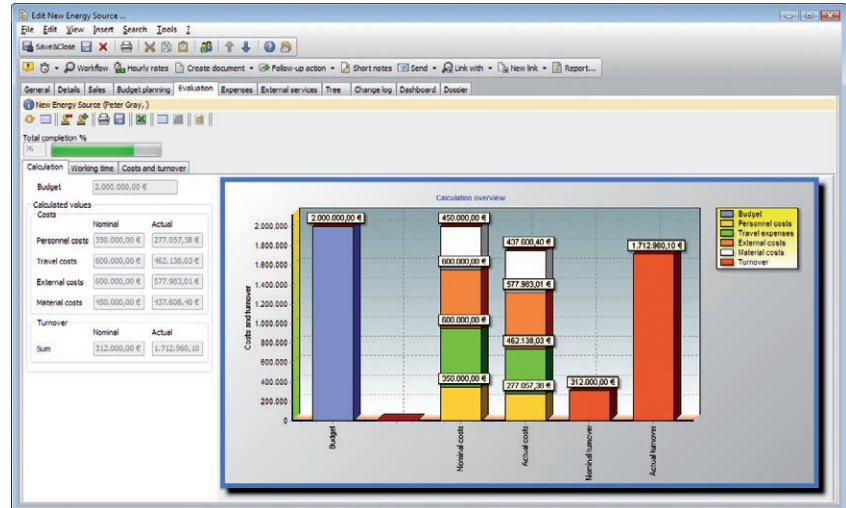 Edit New Energy Source ...
File Edit View Insert Search Tools ?
Save&Close
Workflow Hourly rates Create document Follow-up action Short notes Send Link with New link Report...
General Details Sales Budget planning Evaluation Expenses External services Tree Change log Dashboard Dossier
New Energy Source (Peter Gray, )
Total completion %
76
Calculation Working time Costs and turnover
Budget 2.000.000,00 €
Calculated values
Costs
Nominal Actual
Personnel costs 350.000,00 € 277.057,38 €
Travel costs 600.000,00 € 462.138,03 €
External costs 600.000,00 € 577.983,01 €
Material costs 450.000,00 € 437.608,40 €
Turnover
Nominal Actual
Sum 312.000,00 € 1.712.960,10
Calculation overview
Costs and turnover
2.000.000
1.800.000
1.600.000
1.400.000
1.200.000
1.000.000
800.000
600.000
400.000
200.000
0
2.000.000,00 €
450.000,00 €
600.000,00 €
600.000,00 €
350.000,00 €
437.608,40 €
577.983,01 €
462.138,03 €
277.057,38 €
312.000,00 €
1.712.960,10 €
Budget
Nominal costs
Actual costs
Nominal turnover
Actual turnover
Budget
Personnel costs
Travel expenses
External costs
Material costs
Turnover